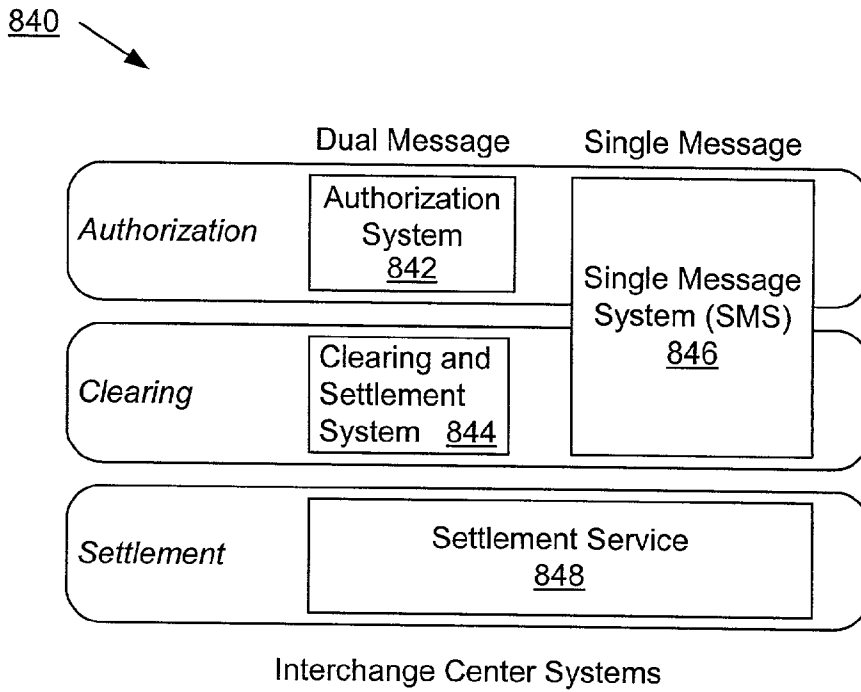 840
Dual Message Single Message
Authorization
Authorization
System
842
Single Message
System (SMS)
846
Clearing
Clearing and
Settlement
System 844
Settlement
Settlement Service
848
Interchange Center Systems